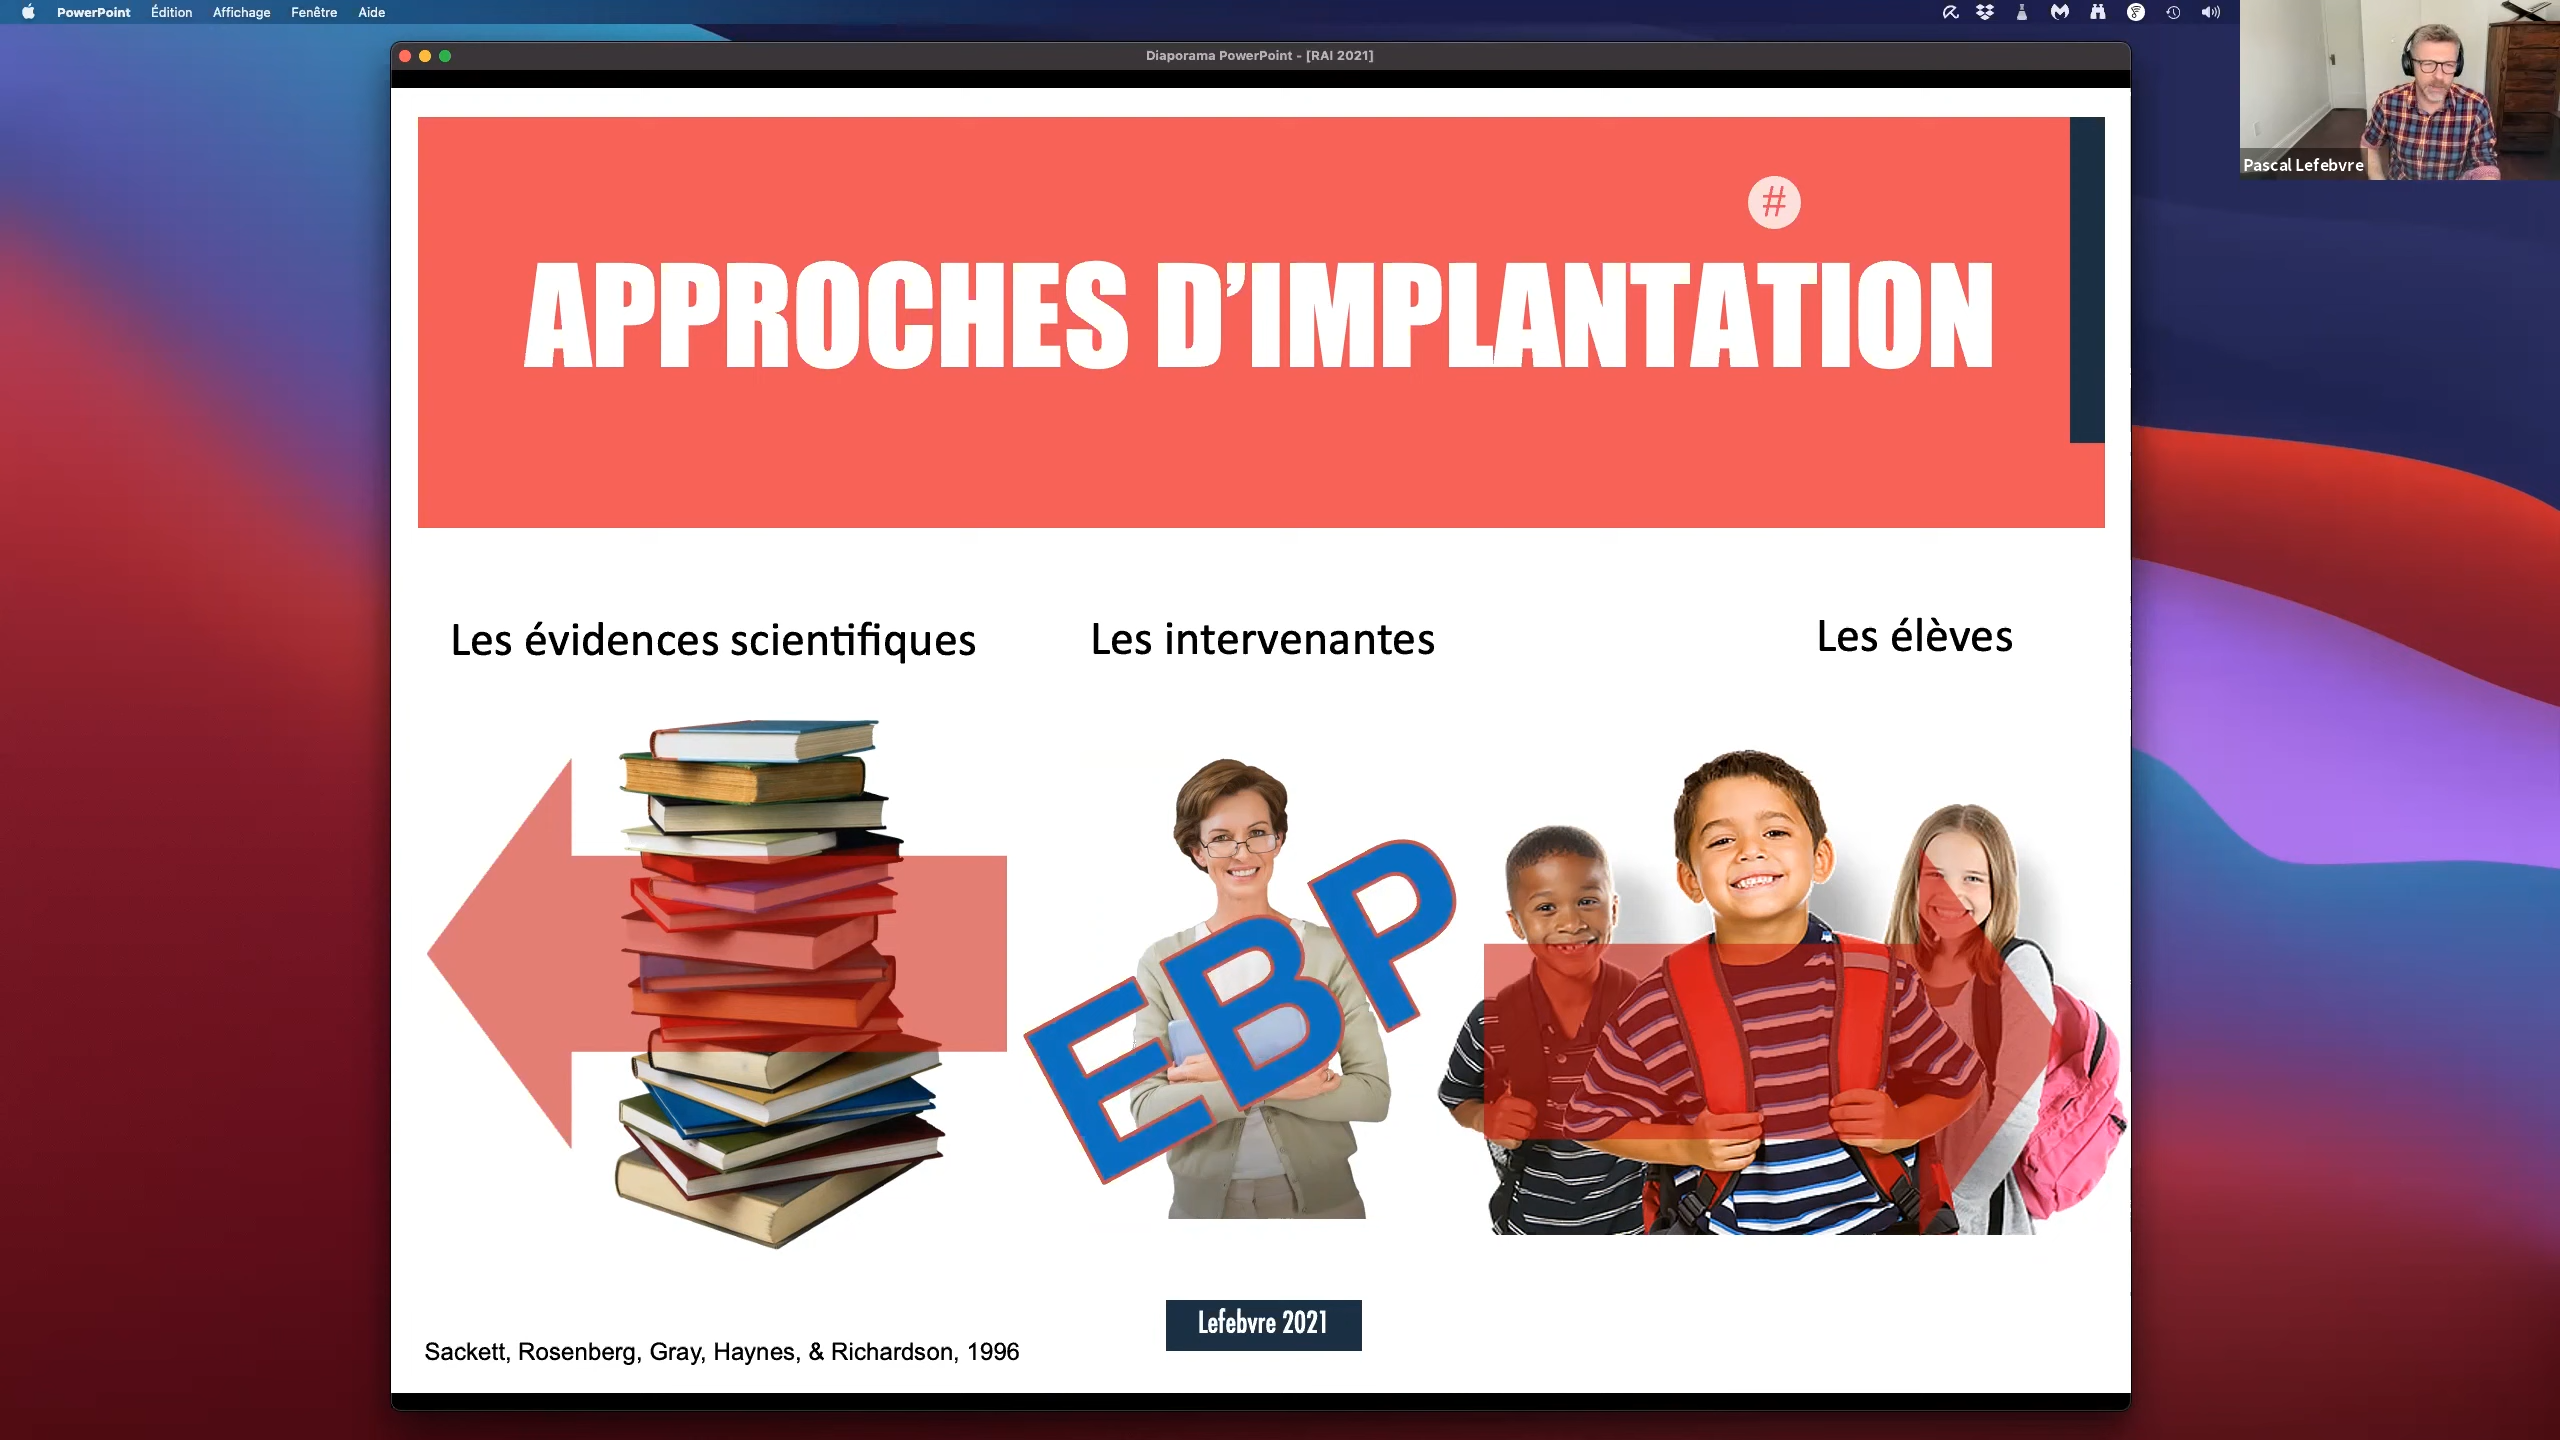 PowerPoint Édition Affichage Fenêtre Aide
Diaporama PowerPoint - [RAI 2021]
Pascal Lefebvre
#
APPROCHES D’IMPLANTATION
Les évidences scientifiques
Les intervenantes
Les élèves
EBP
Lefebvre 2021
Sackett, Rosenberg, Gray, Haynes, & Richardson, 1996